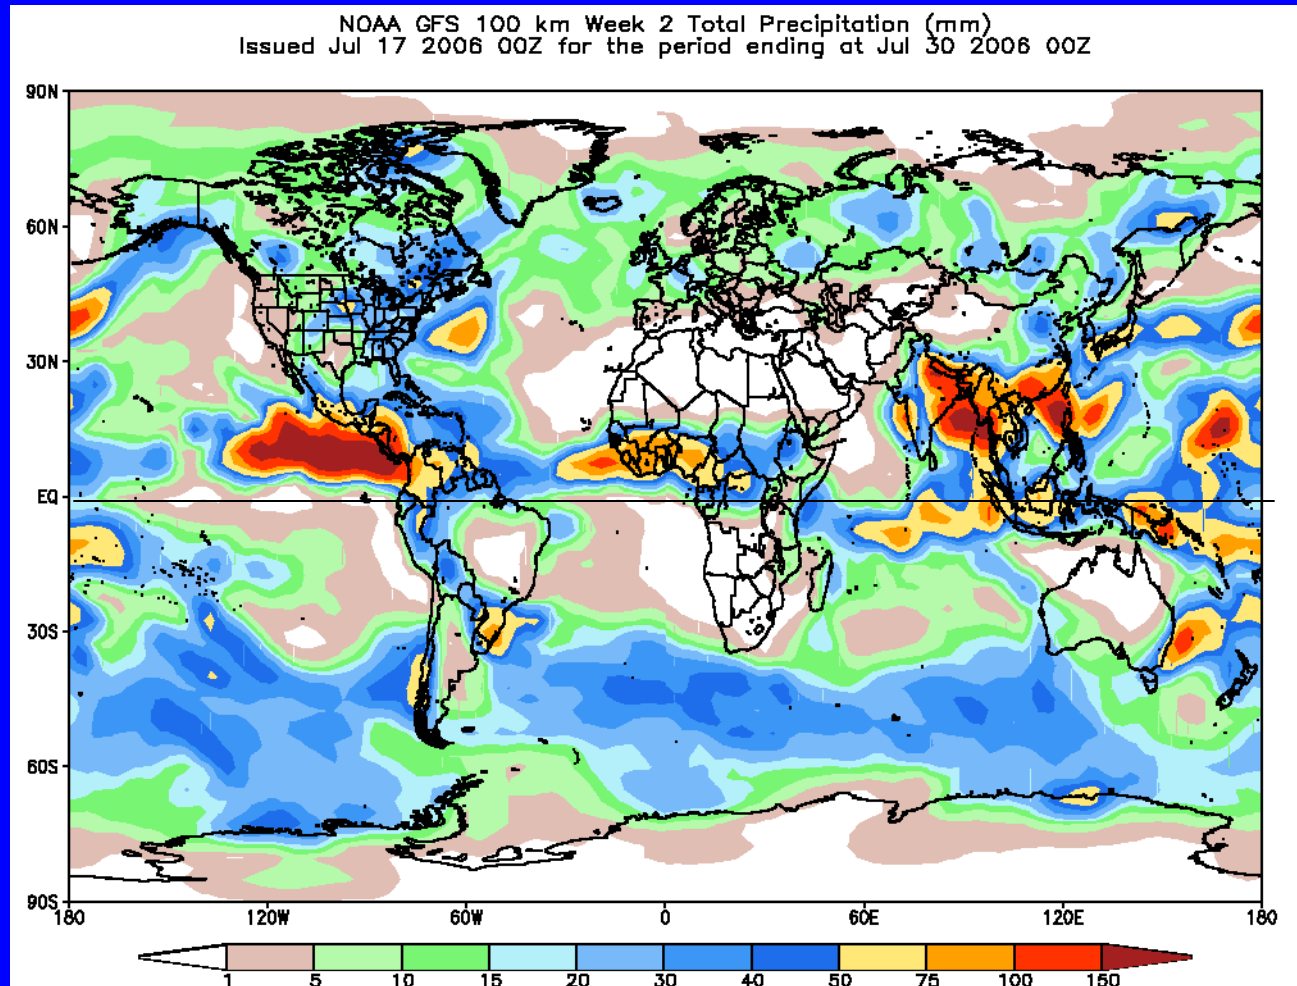 NOAA GFS 100 km Week 2 Total Precipitation (mm)
Issued Jul 17 2006 00Z for the period ending at Jul 30 2006 00Z
90N
60N
30N
EQ
30S
60S
90S
180 120W 60W 0 60E 120E 180
1 5 10 15 20 30 40 50 75 100 150